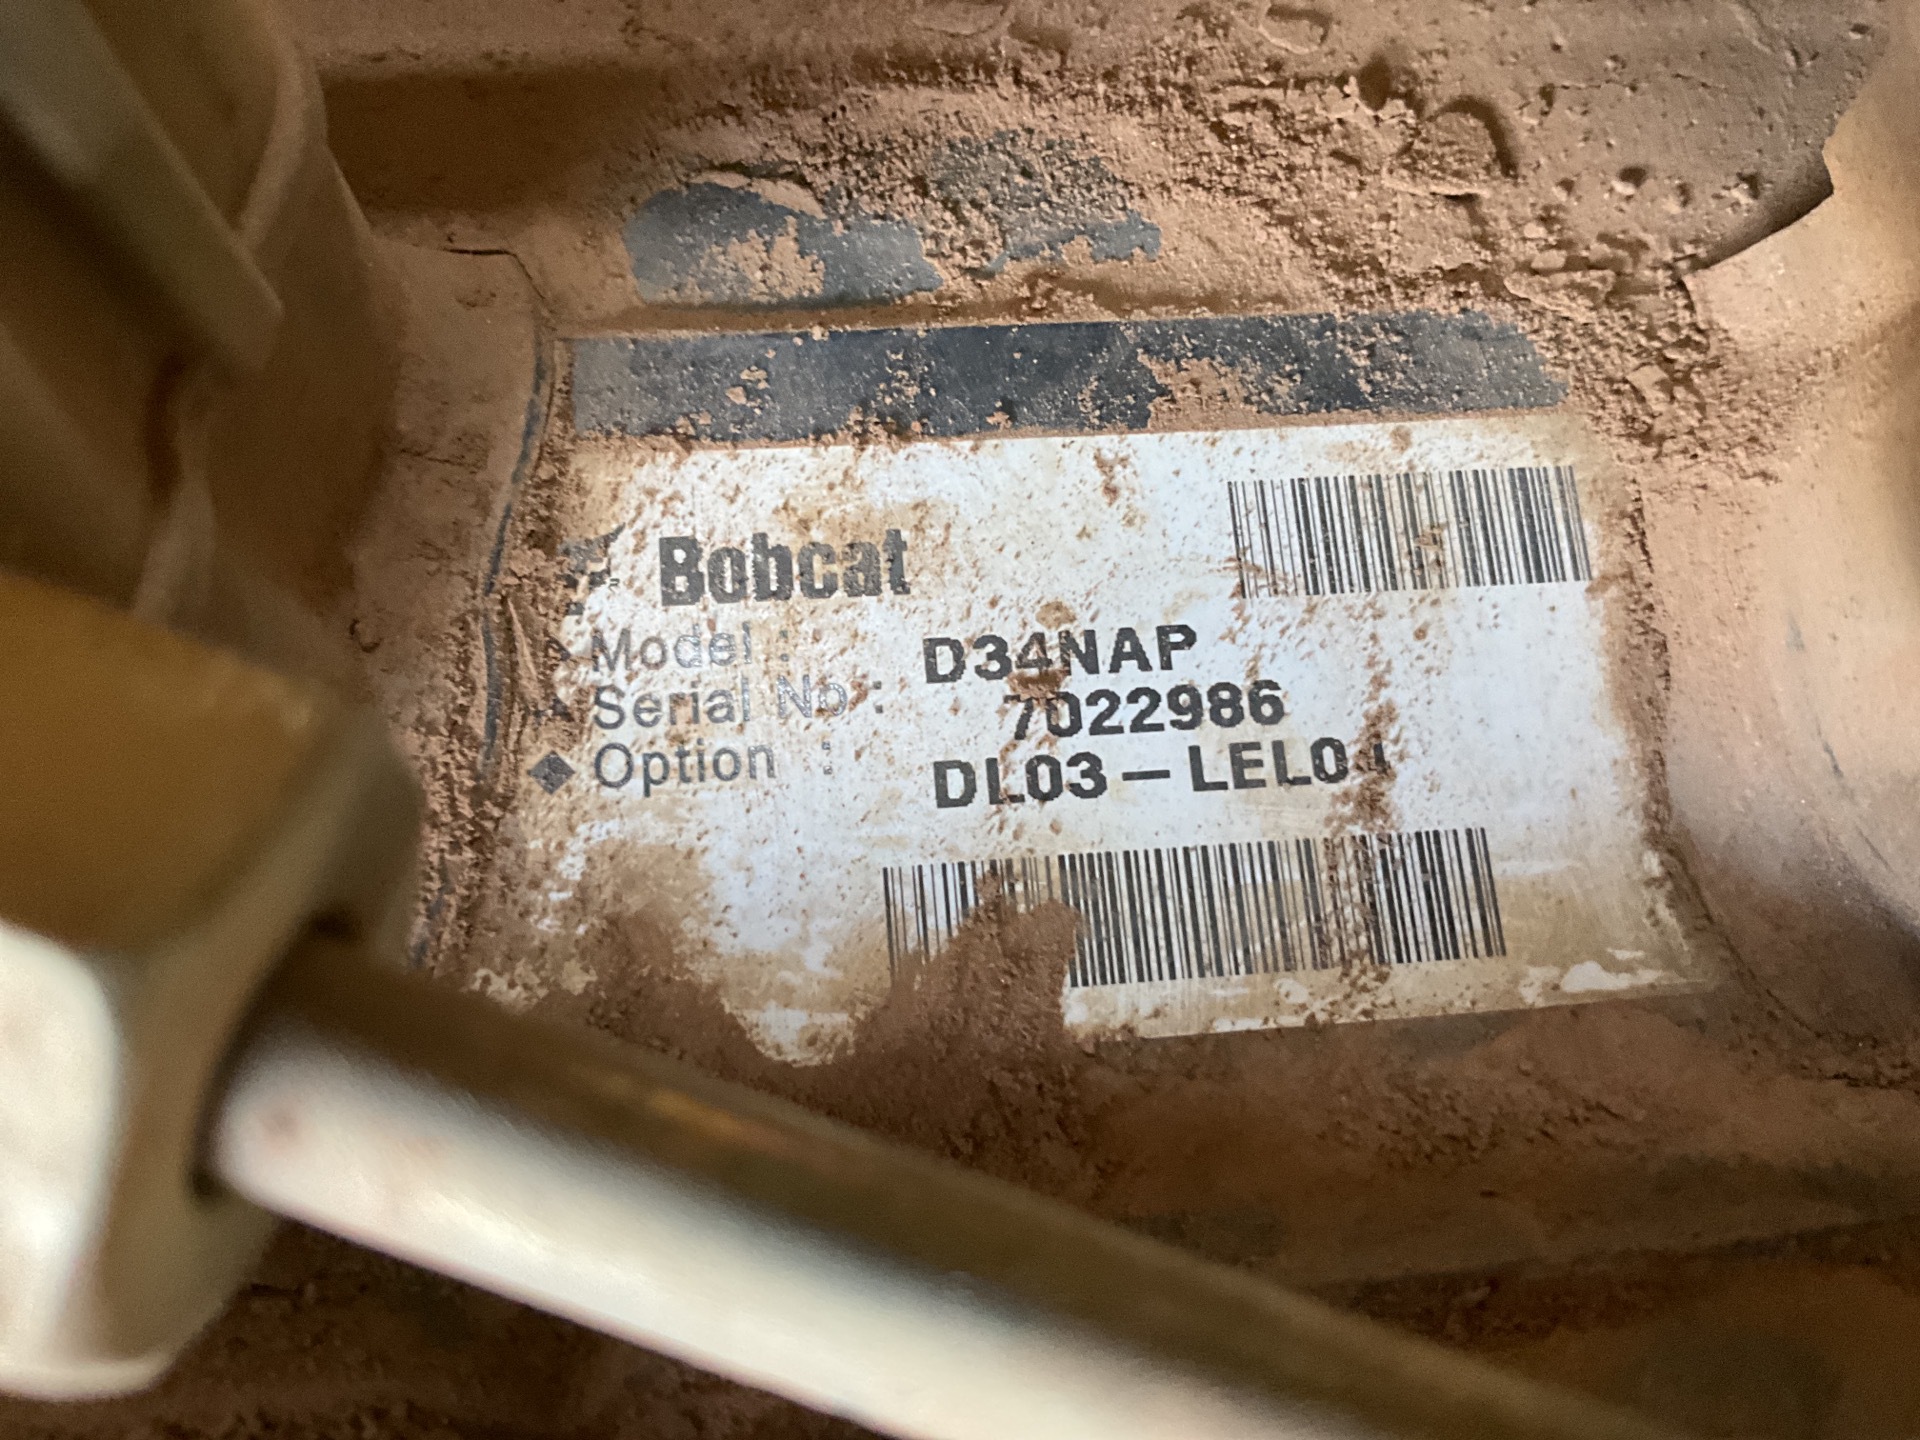 Bobcat
Model : D34NAP
Serial No : 7022986
Option : DL03-LEL0